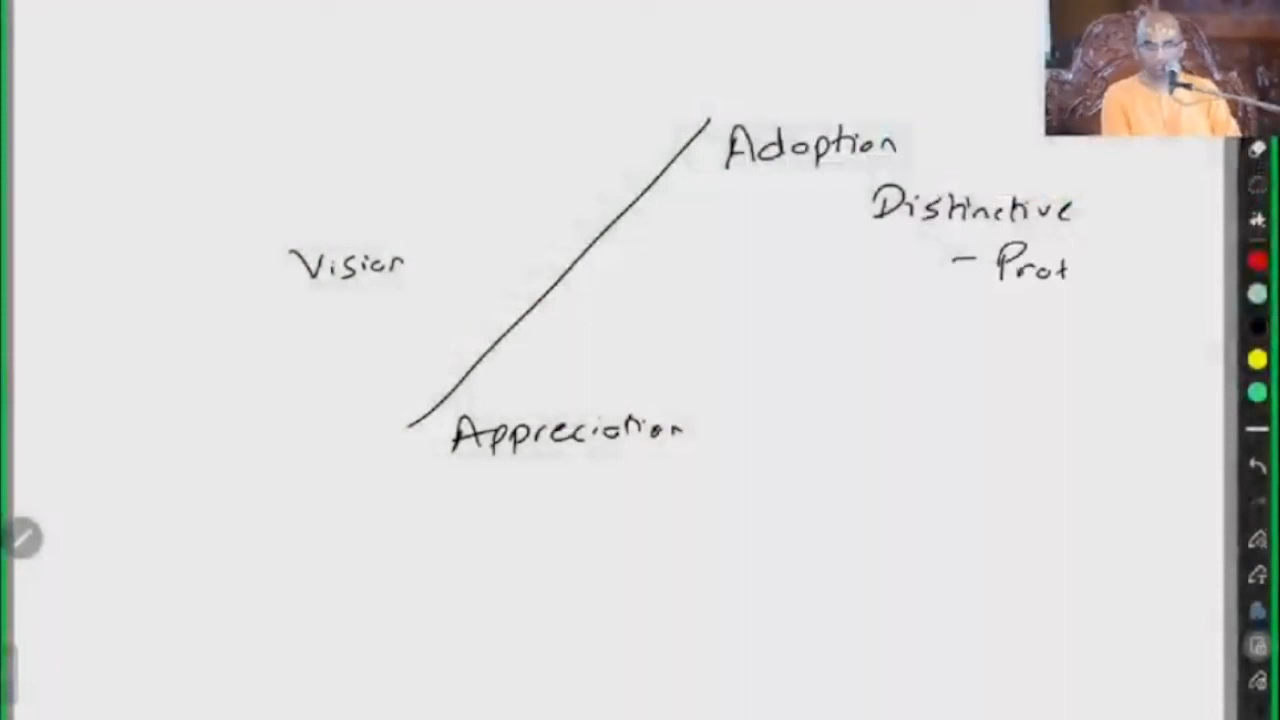 Adoption
Distinctive
- Prot
Vision
Appreciation